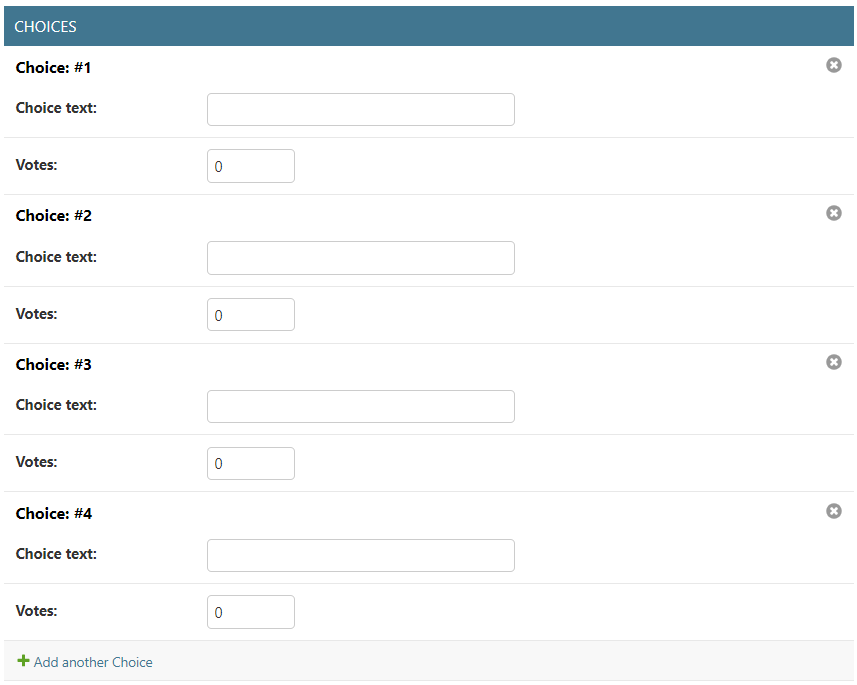 CHOICES
Choice: #1
Choice text:
Votes: 0
Choice: #2
Choice text:
Votes: 0
Choice: #3
Choice text:
Votes: 0
Choice: #4
Choice text:
Votes: 0
Add another Choice